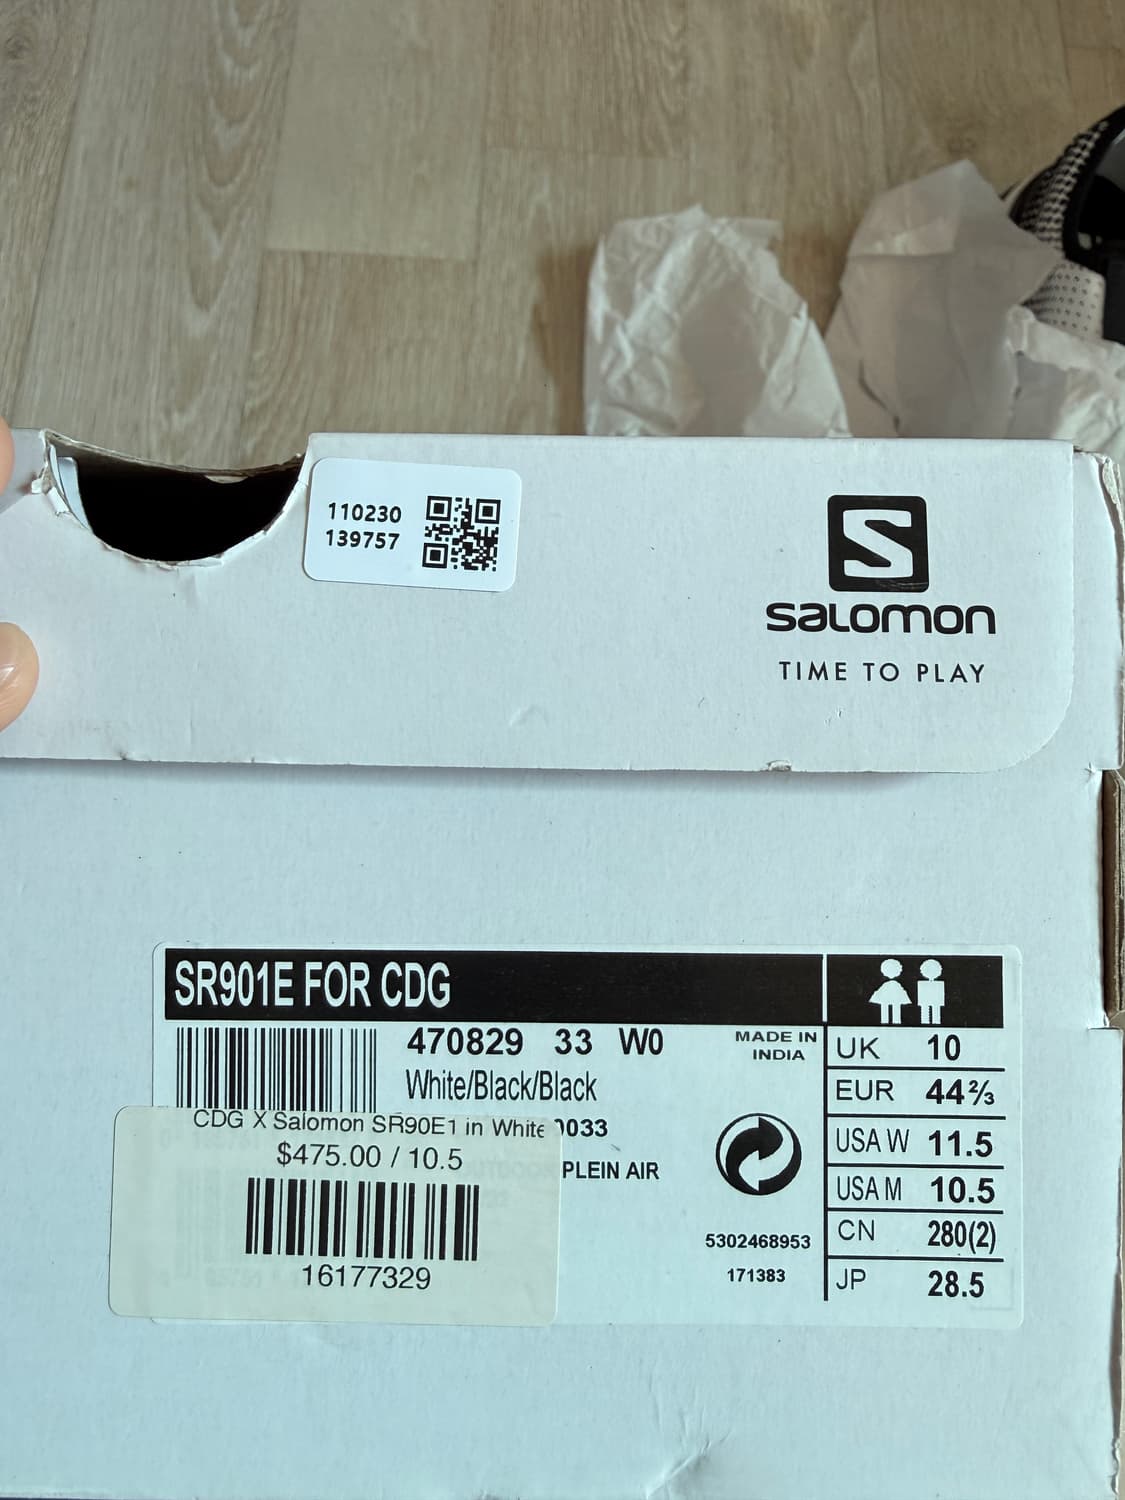 110230
139757
S
salomon
TIME TO PLAY
SR901E FOR CDG
470829 33 W0
White/Black/Black
0033
PLEIN AIR
MADE IN
INDIA
5302468953
171383
UK 10
EUR 44⅔
USA W 11.5
USA M 10.5
CN 280(2)
JP 28.5
CDG X Salomon SR90E1 in White
$475.00 / 10.5
16177329